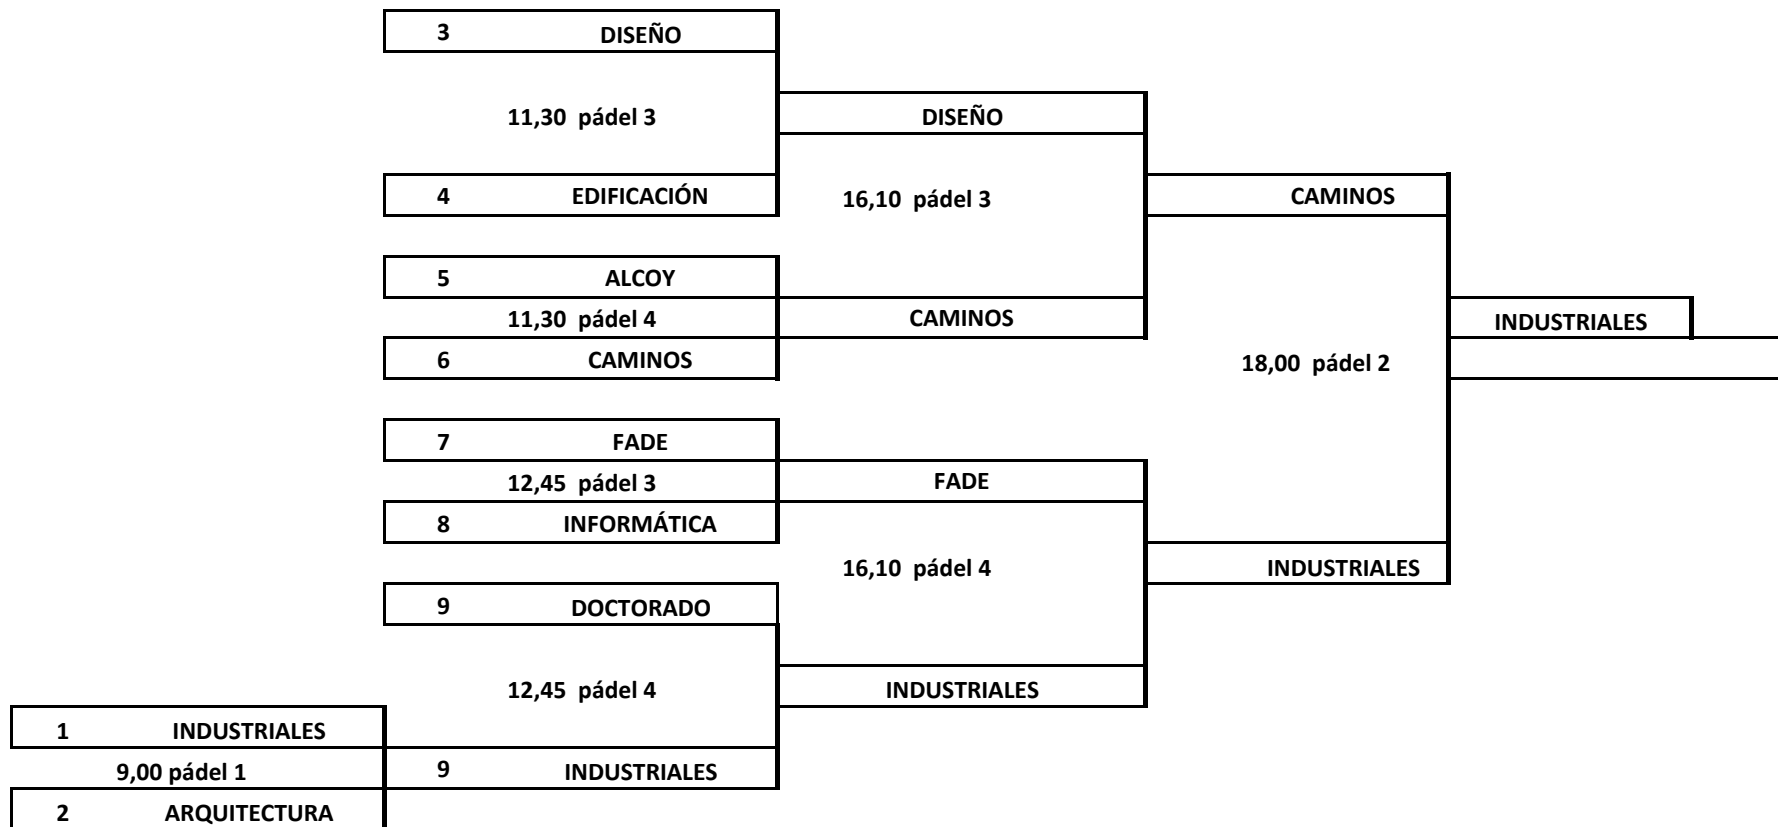 3 DISEÑO
11,30 pádel 3 DISEÑO
4 EDIFICACIÓN 16,10 pádel 3 CAMINOS
5 ALCOY
11,30 pádel 4 CAMINOS INDUSTRIALES
6 CAMINOS 18,00 pádel 2
7 FADE
12,45 pádel 3 FADE
8 INFORMÁTICA
16,10 pádel 4 INDUSTRIALES
9 DOCTORADO
12,45 pádel 4 INDUSTRIALES
1 INDUSTRIALES
9,00 pádel 1 9 INDUSTRIALES
2 ARQUITECTURA